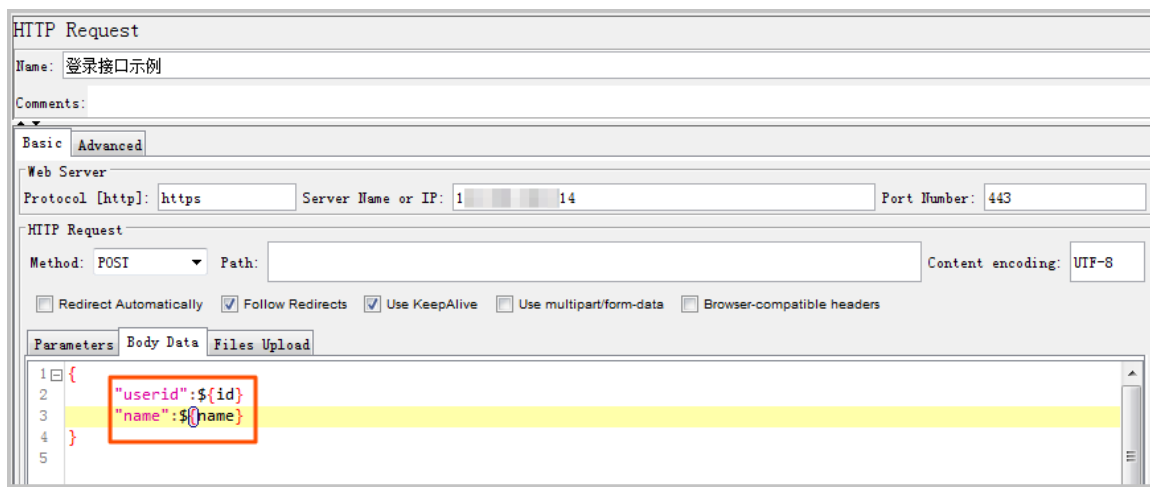 HTTP Request
Name: 登录接口示例
Comments:
Basic Advanced
Web Server
Protocol [http]: https Server Name or IP: 1 14 Port Number: 443
HTTP Request
Method: POST Path: Content encoding: UTF-8
Redirect Automatically Follow Redirects Use KeepAlive Use multipart/form-data Browser-compatible headers
Parameters Body Data Files Upload
1 {
2 "userid":${id}
3 "name":${name}
4 }
5